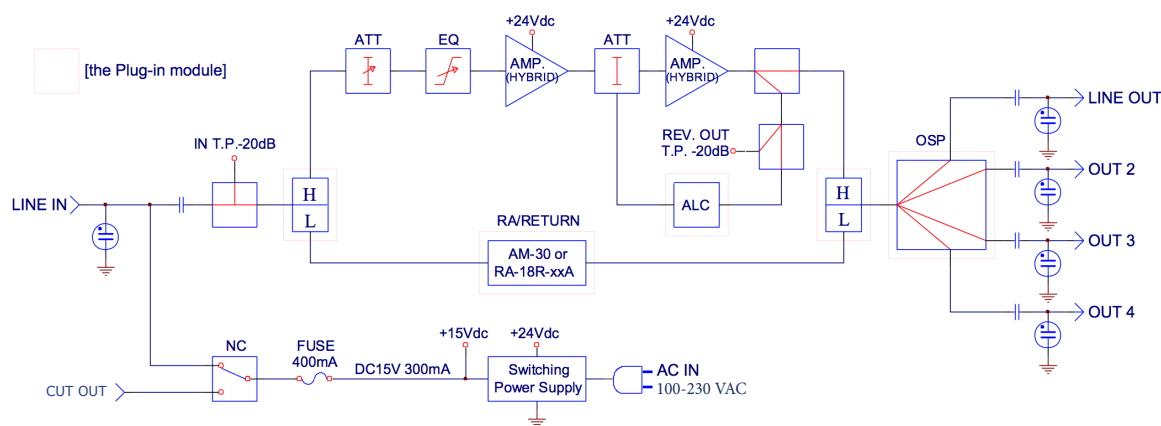 [the Plug-in module]
ATT
EQ
+24Vdc
AMP.
(HYBRID)
ATT
+24Vdc
AMP.
(HYBRID)
IN T.P.-20dB
REV. OUT
T.P. -20dB
LINE IN
H
L
ALC
H
L
OSP
LINE OUT
OUT 2
OUT 3
OUT 4
RA/RETURN
AM-30 or
RA-18R-xxA
NC
FUSE
400mA
DC15V 300mA
+15Vdc
+24Vdc
Switching
Power Supply
AC IN
100-230 VAC
CUT OUT